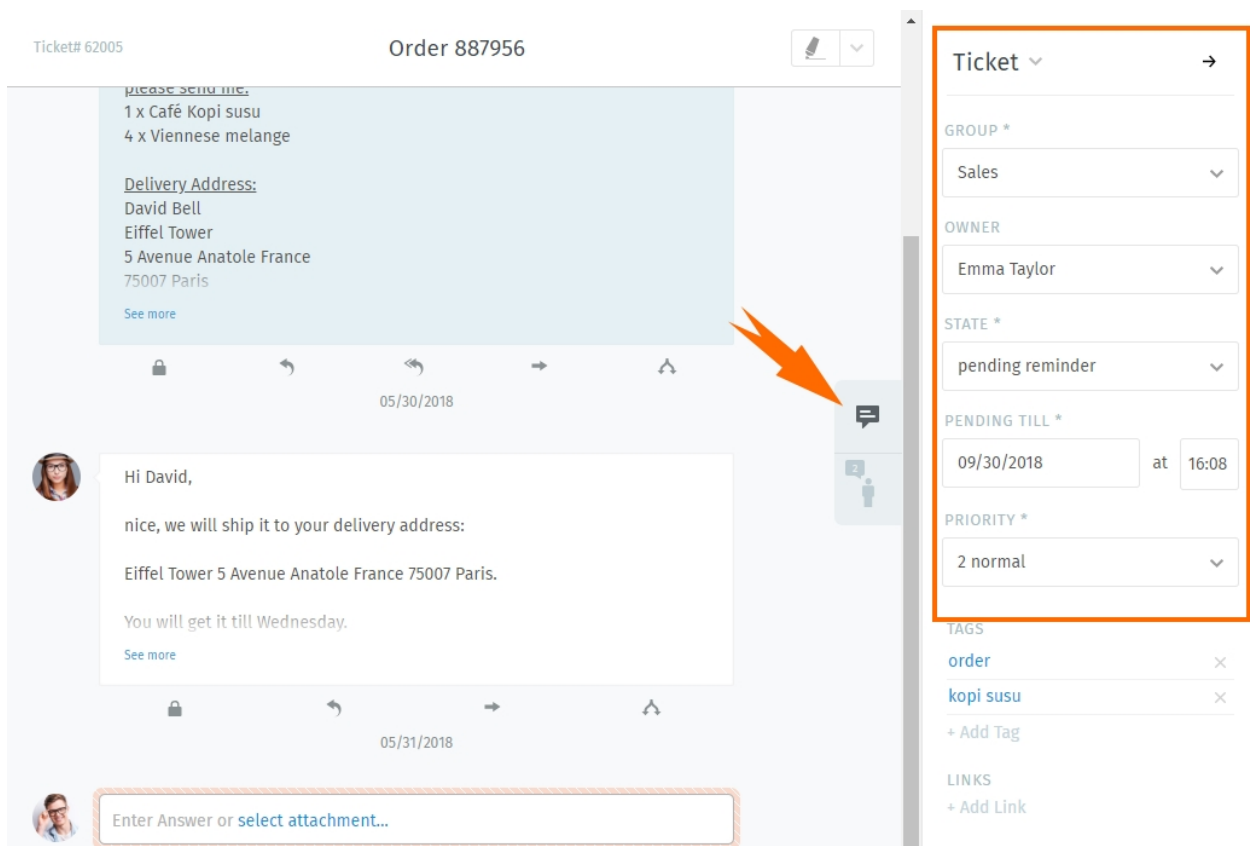 Ticket# 62005
Order 887956
please send me:
1 x Café Kopi susu
4 x Viennese melange
Delivery Address:
David Bell
Eiffel Tower
5 Avenue Anatole France
75007 Paris
See more
05/30/2018
Hi David,
nice, we will ship it to your delivery address:
Eiffel Tower 5 Avenue Anatole France 75007 Paris.
You will get it till Wednesday.
See more
05/31/2018
Enter Answer or select attachment...
2
Ticket
GROUP *
Sales
OWNER
Emma Taylor
STATE *
pending reminder
PENDING TILL *
09/30/2018 at 16:08
PRIORITY *
2 normal
TAGS
order
kopi susu
+ Add Tag
LINKS
+ Add Link